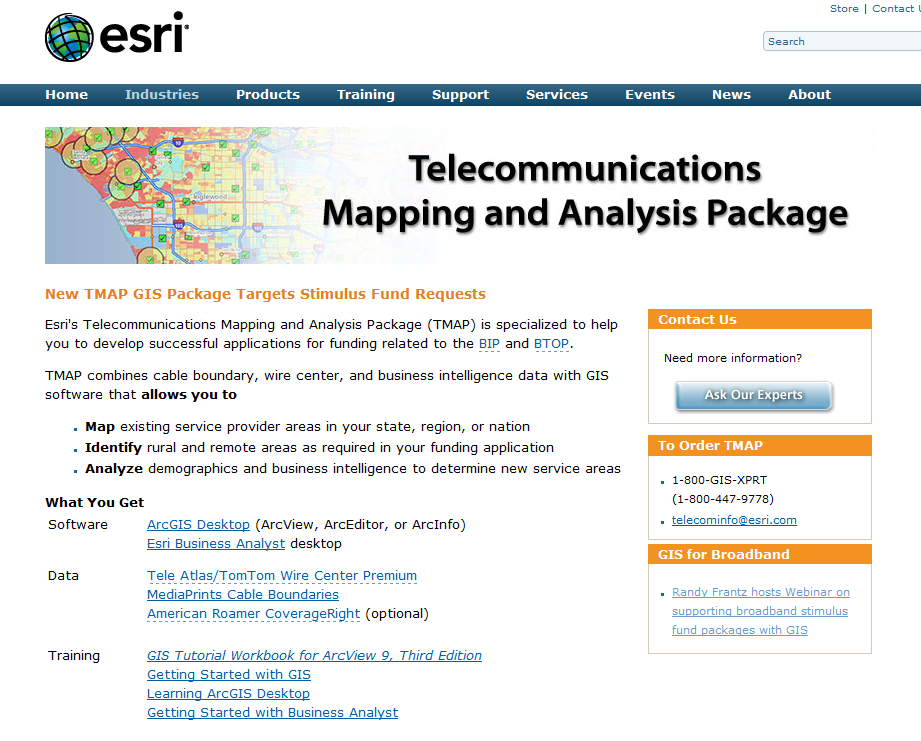 Store | Contact
esri
Search
Home Industries Products Training Support Services Events News About
Inglewood
Telecommunications
Mapping and Analysis Package
New TMAP GIS Package Targets Stimulus Fund Requests
Esri's Telecommunications Mapping and Analysis Package (TMAP) is specialized to help
you to develop successful applications for funding related to the BIP and BTOP.
TMAP combines cable boundary, wire center, and business intelligence data with GIS
software that allows you to
Map existing service provider areas in your state, region, or nation
Identify rural and remote areas as required in your funding application
Analyze demographics and business intelligence to determine new service areas
What You Get
Software ArcGIS Desktop (ArcView, ArcEditor, or ArcInfo)
Esri Business Analyst desktop
Data Tele Atlas/TomTom Wire Center Premium
MediaPrints Cable Boundaries
American Roamer CoverageRight (optional)
Training GIS Tutorial Workbook for ArcView 9, Third Edition
Getting Started with GIS
Learning ArcGIS Desktop
Getting Started with Business Analyst
Contact Us
Need more information?
Ask Our Experts
To Order TMAP
1-800-GIS-XPRT
(1-800-447-9778)
telecominfo@esri.com
GIS for Broadband
Randy Frantz hosts Webinar on
supporting broadband stimulus
fund packages with GIS